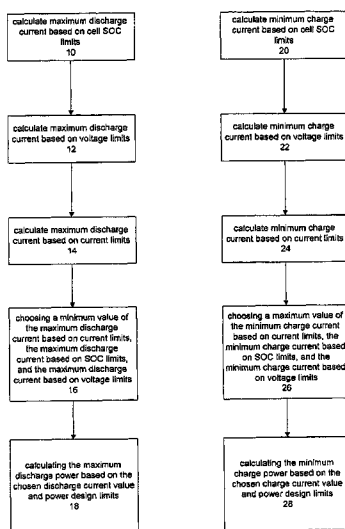 calculate maximum discharge
current based on cell SOC
limits
10
calculate maximum discharge
current based on voltage limits
12
calculate maximum discharge
current based on current limits
14
choosing a minimum value of
the maximum discharge
current based on current limits,
the maximum discharge
current based on SOC limits,
and the maximum discharge
current based on voltage limits
16
calculating the maximum
discharge power based on the
chosen discharge current value
and power design limits
18
calculate minimum charge
current based on cell SOC
limits
20
calculate minimum charge
current based on voltage limits
22
calculate minimum charge
current based on current limits
24
choosing a maximum value of
the minimum charge current
based on current limits, the
minimum charge current based
on SOC limits, and the
minimum charge current based
on voltage limits
26
calculating the minimum
charge power based on the
chosen charge current value
and power design limits
28